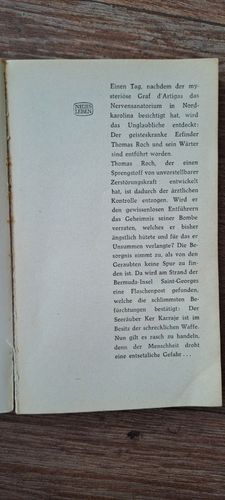 NEUES
LEBEN
Einen Tag, nachdem der my-
steriöse Graf d'Artigas das
Nervensanatorium in Nord-
karolina besichtigt hat, wird
das Unglaubliche entdeckt:
Der geisteskranke Erfinder
Thomas Roch und sein Wärter
sind entführt worden.
Thomas Roch, der einen
Sprengstoff von unvorstellbarer
Zerstörungskraft entwickelt
hat, ist dadurch der ärztlichen
Kontrolle entzogen. Wird er
den gewissenlosen Entführern
das Geheimnis seiner Bombe
verraten, welches er bisher
ängstlich hütete und für das er
Unsummen verlangte? Die Be-
sorgnis nimmt zu, als von den
Geraubten keine Spur zu fin-
den ist. Da wird am Strand der
Bermuda-Insel Saint-Georges
eine Flaschenpost gefunden,
welche die schlimmsten Be-
fürchtungen bestätigt: Der
Seeräuber Ker Karraje ist im
Besitz der schrecklichen Waffe.
Nun gilt es rasch zu handeln,
denn der Menschheit droht
eine entsetzliche Gefahr...